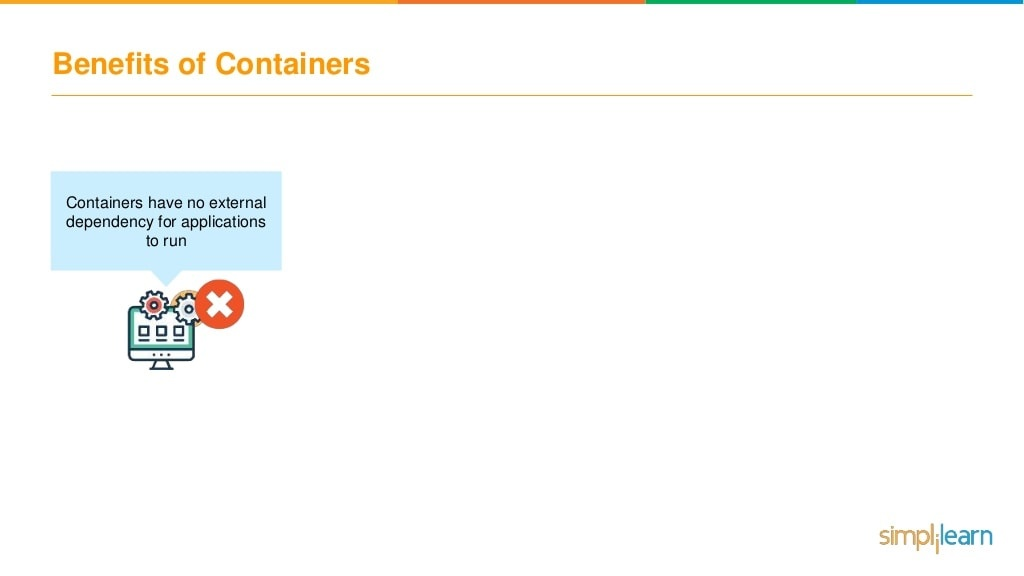 Benefits of Containers
Containers have no external
dependency for applications
to run
simplilearn